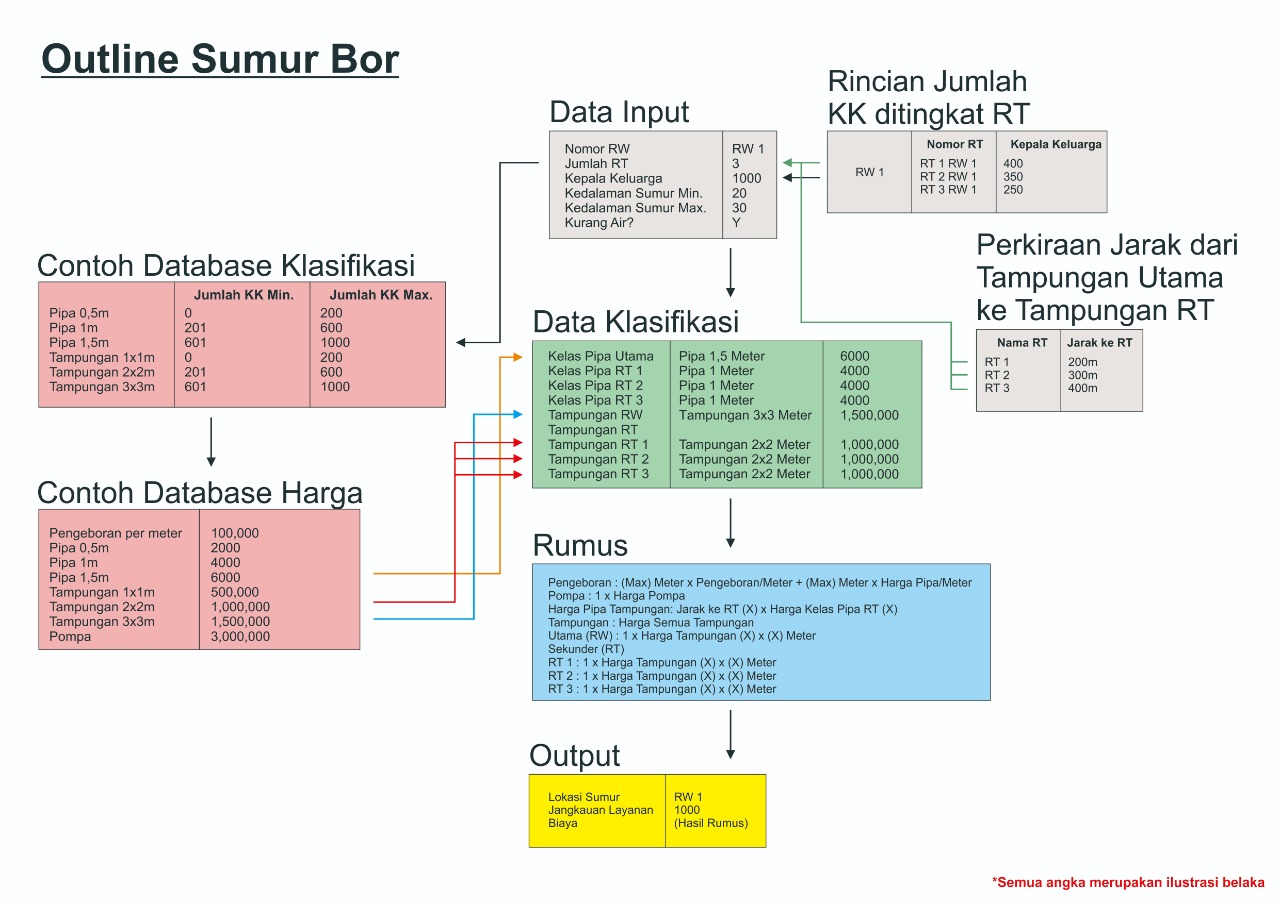 Outline Sumur Bor
Data Input
Nomor RW RW 1
Jumlah RT 3
Kepala Keluarga 1000
Kedalaman Sumur Min. 20
Kedalaman Sumur Max. 30
Kurang Air? Y
Rincian Jumlah
KK ditingkat RT
Nomor RT Kepala Keluarga
RW 1
RT 1 RW 1 400
RT 2 RW 1 350
RT 3 RW 1 250
Perkiraan Jarak dari
Tampungan Utama
ke Tampungan RT
Nama RT Jarak ke RT
RT 1 200m
RT 2 300m
RT 3 400m
Contoh Database Klasifikasi
Jumlah KK Min. Jumlah KK Max.
Pipa 0,5m 0 200
Pipa 1m 201 600
Pipa 1,5m 601 1000
Tampungan 1x1m 0 200
Tampungan 2x2m 201 600
Tampungan 3x3m 601 1000
Data Klasifikasi
Kelas Pipa Utama Pipa 1,5 Meter 6000
Kelas Pipa RT 1 Pipa 1 Meter 4000
Kelas Pipa RT 2 Pipa 1 Meter 4000
Kelas Pipa RT 3 Pipa 1 Meter 4000
Tampungan RW Tampungan 3x3 Meter 1,500,000
Tampungan RT
Tampungan RT 1 Tampungan 2x2 Meter 1,000,000
Tampungan RT 2 Tampungan 2x2 Meter 1,000,000
Tampungan RT 3 Tampungan 2x2 Meter 1,000,000
Contoh Database Harga
Pengeboran per meter 100,000
Pipa 0,5m 2000
Pipa 1m 4000
Pipa 1,5m 6000
Tampungan 1x1m 500,000
Tampungan 2x2m 1,000,000
Tampungan 3x3m 1,500,000
Pompa 3,000,000
Rumus
Pengeboran : (Max) Meter x Pengeboran/Meter + (Max) Meter x Harga Pipa/Meter
Pompa : 1 x Harga Pompa
Harga Pipa Tampungan: Jarak ke RT (X) x Harga Kelas Pipa RT (X)
Tampungan : Harga Semua Tampungan
Utama (RW) : 1 x Harga Tampungan (X) x (X) Meter
Sekunder (RT)
RT 1 : 1 x Harga Tampungan (X) x (X) Meter
RT 2 : 1 x Harga Tampungan (X) x (X) Meter
RT 3 : 1 x Harga Tampungan (X) x (X) Meter
Output
Lokasi Sumur RW 1
Jangkauan Layanan 1000
Biaya (Hasil Rumus)
*Semua angka merupakan ilustrasi belaka